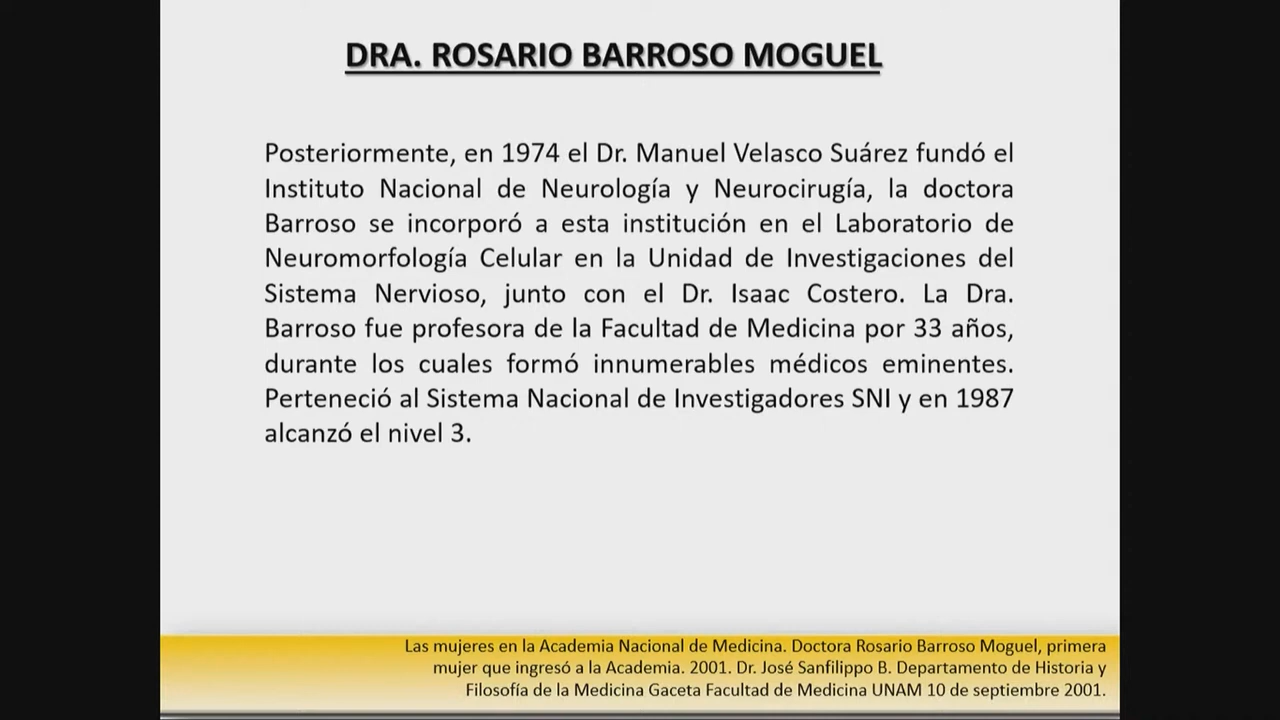 DRA. ROSARIO BARROSO MOGUEL
Posteriormente, en 1974 el Dr. Manuel Velasco Suárez fundó el
Instituto Nacional de Neurología y Neurocirugía, la doctora
Barroso se incorporó a esta institución en el Laboratorio de
Neuromorfología Celular en la Unidad de Investigaciones del
Sistema Nervioso, junto con el Dr. Isaac Costero. La Dra.
Barroso fue profesora de la Facultad de Medicina por 33 años,
durante los cuales formó innumerables médicos eminentes.
Perteneció al Sistema Nacional de Investigadores SNI y en 1987
alcanzó el nivel 3.
Las mujeres en la Academia Nacional de Medicina. Doctora Rosario Barroso Moguel, primera
mujer que ingresó a la Academia. 2001. Dr. José Sanfilippo B. Departamento de Historia y
Filosofía de la Medicina Gaceta Facultad de Medicina UNAM 10 de septiembre 2001.